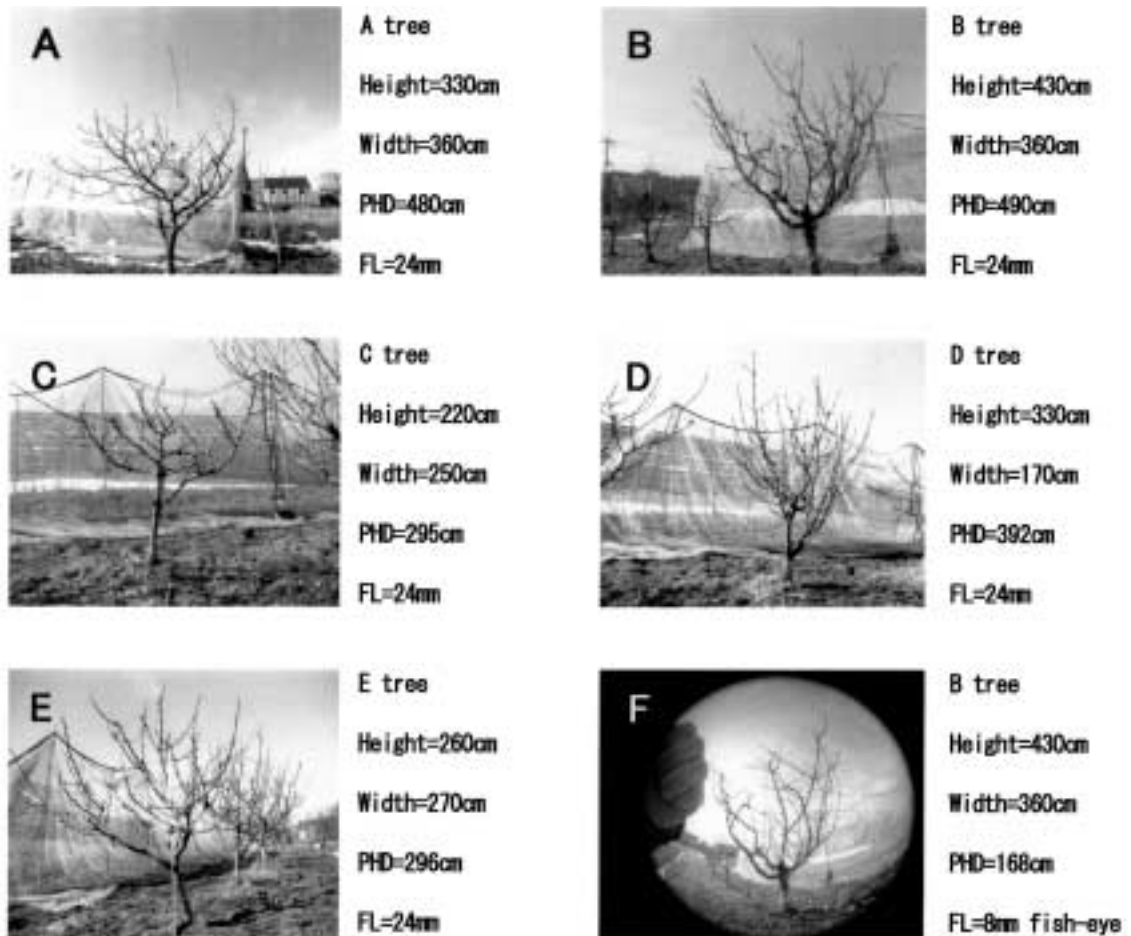 A
A tree
Height=330cm
Width=360cm
PHD=480cm
FL=24mm
B
B tree
Height=430cm
Width=360cm
PHD=490cm
FL=24mm
C
C tree
Height=220cm
Width=250cm
PHD=295cm
FL=24mm
D
D tree
Height=330cm
Width=170cm
PHD=392cm
FL=24mm
E
E tree
Height=260cm
Width=270cm
PHD=296cm
FL=24mm
F
B tree
Height=430cm
Width=360cm
PHD=168cm
FL=8mm fish-eye